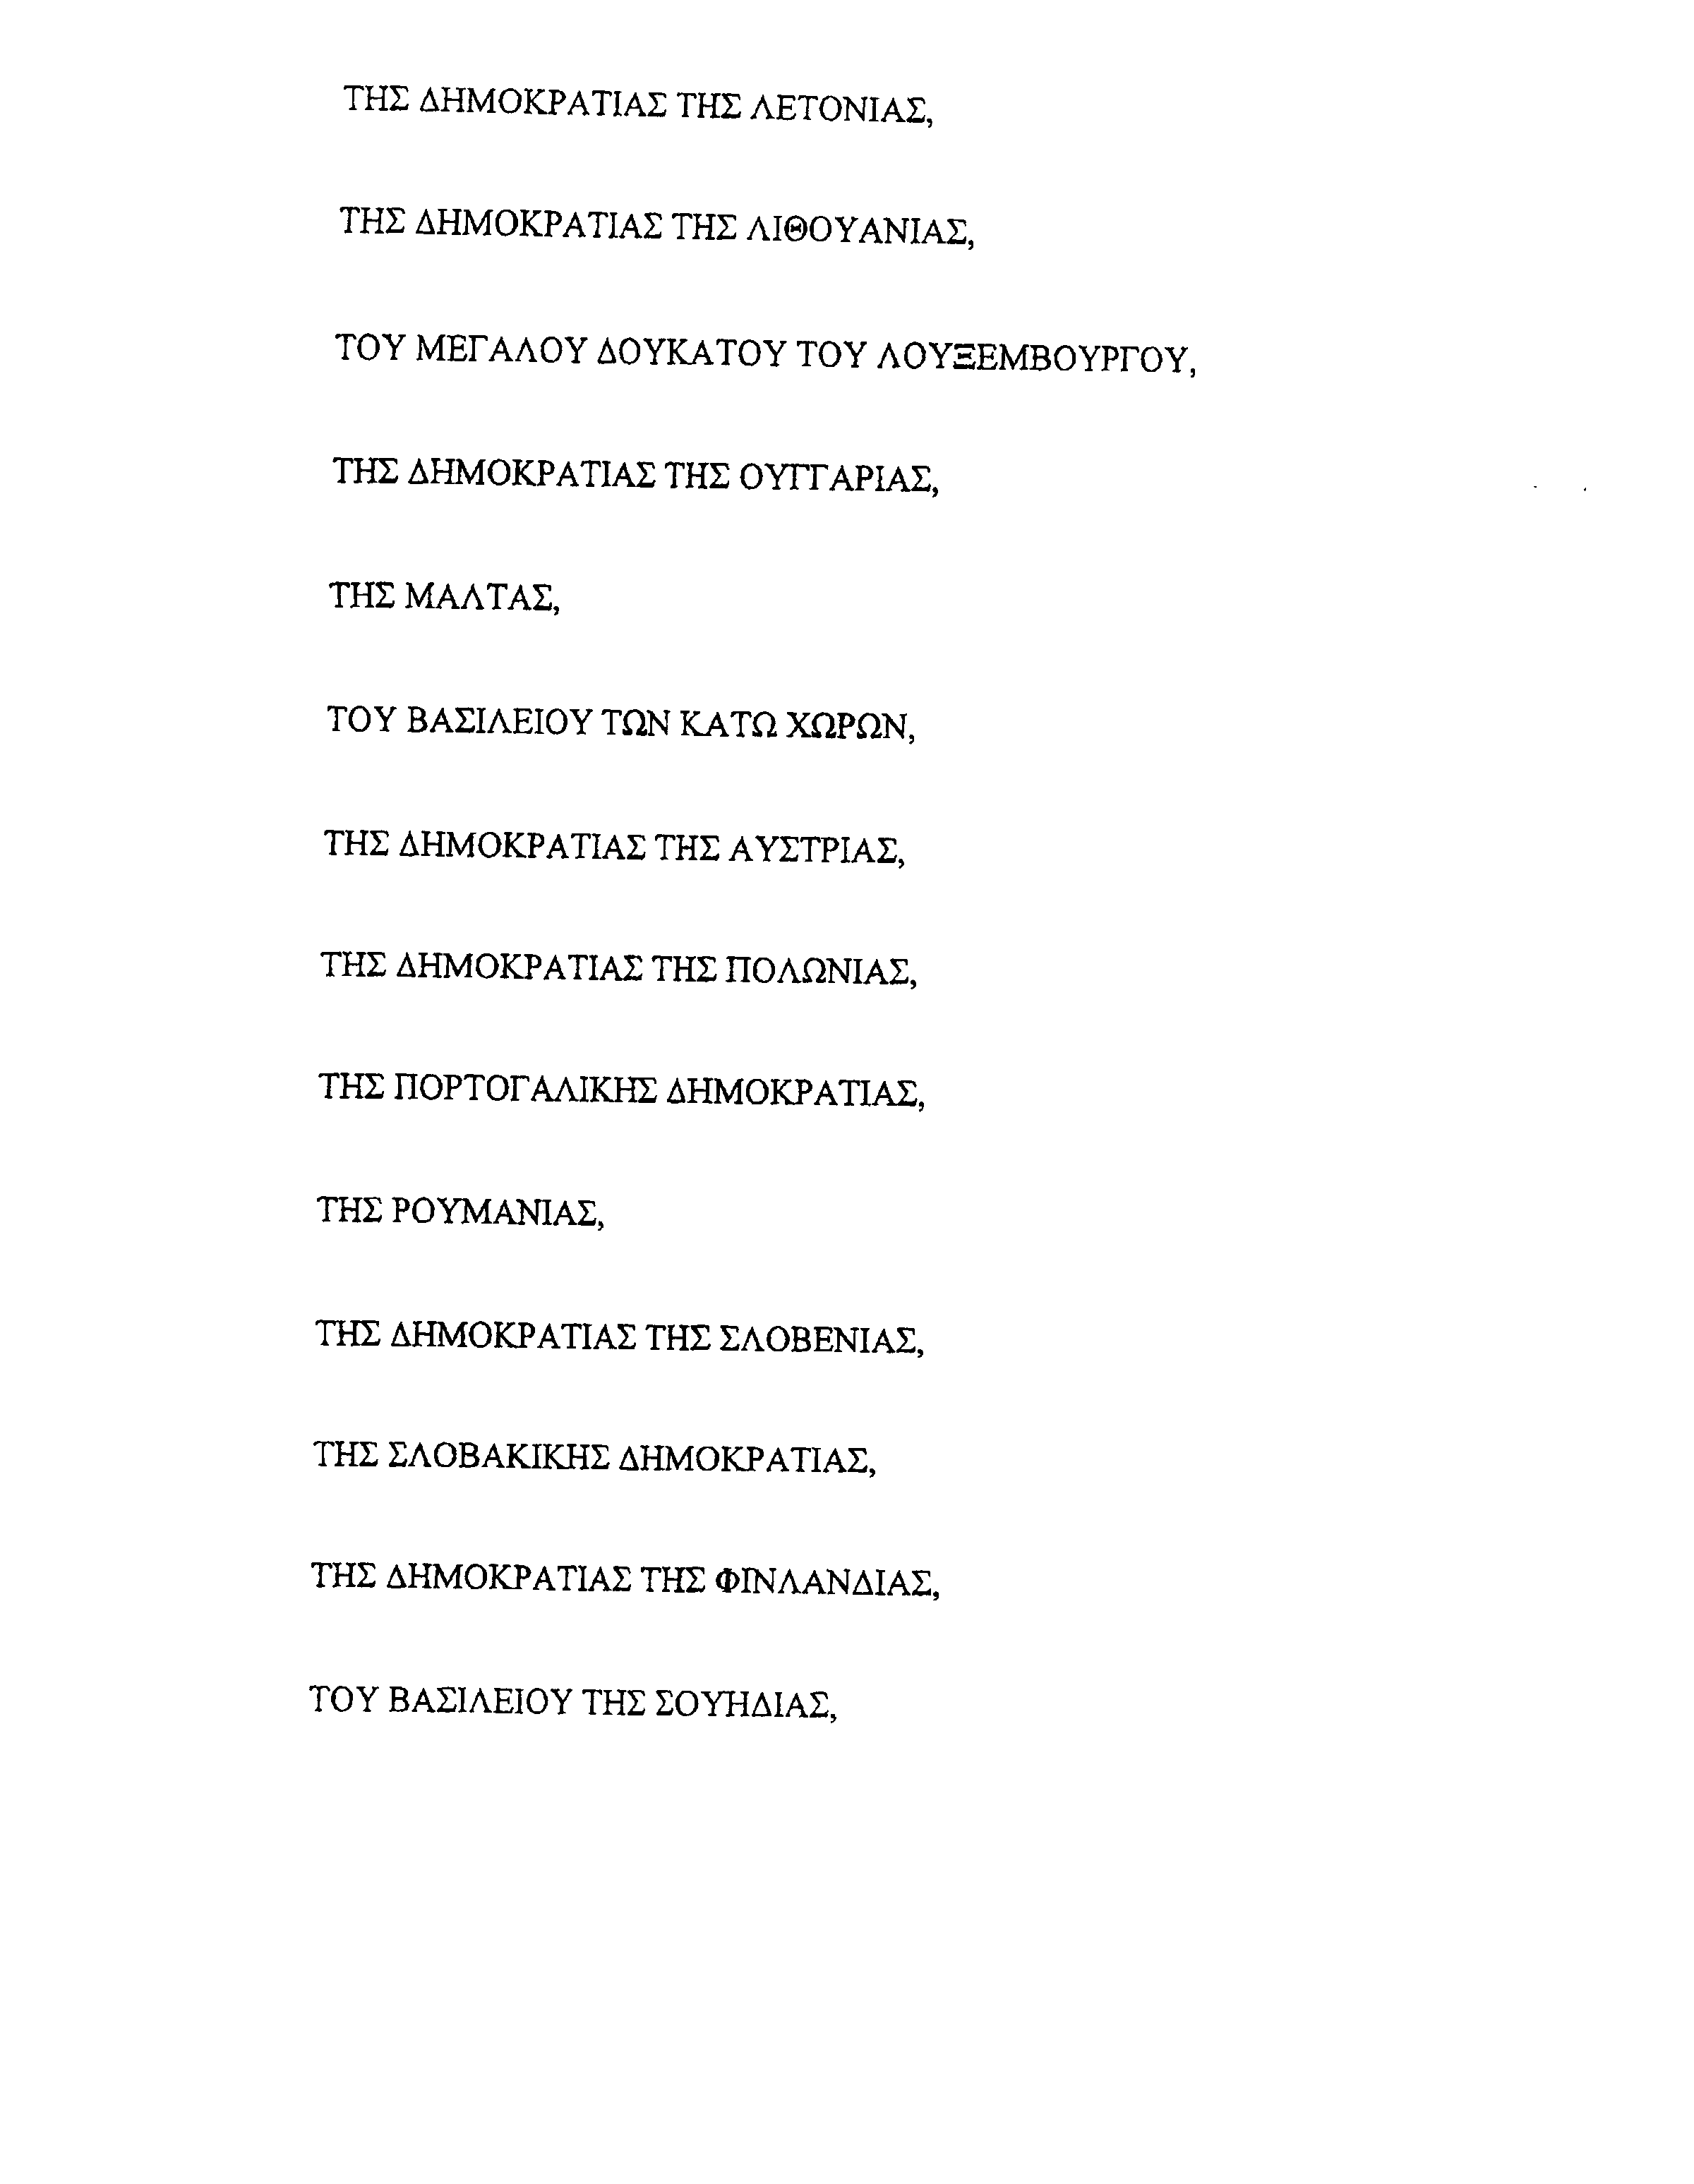 ΤΗΣ ΔΗΜΟΚΡΑΤΙΑΣ ΤΗΣ ΛΕΤΟΝΙΑΣ,
ΤΗΣ ΔΗΜΟΚΡΑΤΙΑΣ ΤΗΣ ΛΙΘΟΥΑΝΙΑΣ,
ΤΟΥ ΜΕΓΑΛΟΥ ΔΟΥΚΑΤΟΥ ΤΟΥ ΛΟΥΞΕΜΒΟΥΡΓΟΥ,
ΤΗΣ ΔΗΜΟΚΡΑΤΙΑΣ ΤΗΣ ΟΥΓΓΑΡΙΑΣ,
ΤΗΣ ΜΑΛΤΑΣ,
ΤΟΥ ΒΑΣΙΛΕΙΟΥ ΤΩΝ ΚΑΤΩ ΧΩΡΩΝ,
ΤΗΣ ΔΗΜΟΚΡΑΤΙΑΣ ΤΗΣ ΑΥΣΤΡΙΑΣ,
ΤΗΣ ΔΗΜΟΚΡΑΤΙΑΣ ΤΗΣ ΠΟΛΩΝΙΑΣ,
ΤΗΣ ΠΟΡΤΟΓΑΛΙΚΗΣ ΔΗΜΟΚΡΑΤΙΑΣ,
ΤΗΣ ΡΟΥΜΑΝΙΑΣ,
ΤΗΣ ΔΗΜΟΚΡΑΤΙΑΣ ΤΗΣ ΣΛΟΒΕΝΙΑΣ,
ΤΗΣ ΣΛΟΒΑΚΙΚΗΣ ΔΗΜΟΚΡΑΤΙΑΣ,
ΤΗΣ ΔΗΜΟΚΡΑΤΙΑΣ ΤΗΣ ΦΙΝΛΑΝΔΙΑΣ,
ΤΟΥ ΒΑΣΙΛΕΙΟΥ ΤΗΣ ΣΟΥΗΔΙΑΣ,